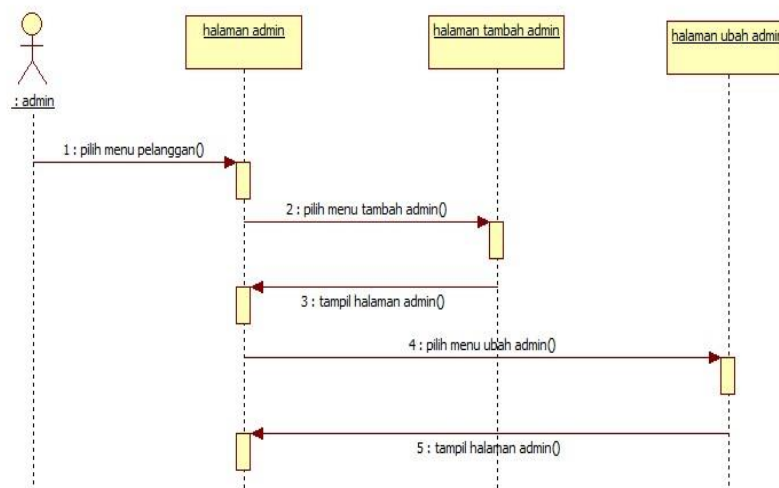 halaman admin
halaman tambah admin
halaman ubah admin
: admin
1 : pilih menu pelanggan()
2 : pilih menu tambah admin()
3 : tampil halaman admin()
4 : pilih menu ubah admin()
5 : tampil halaman admin()